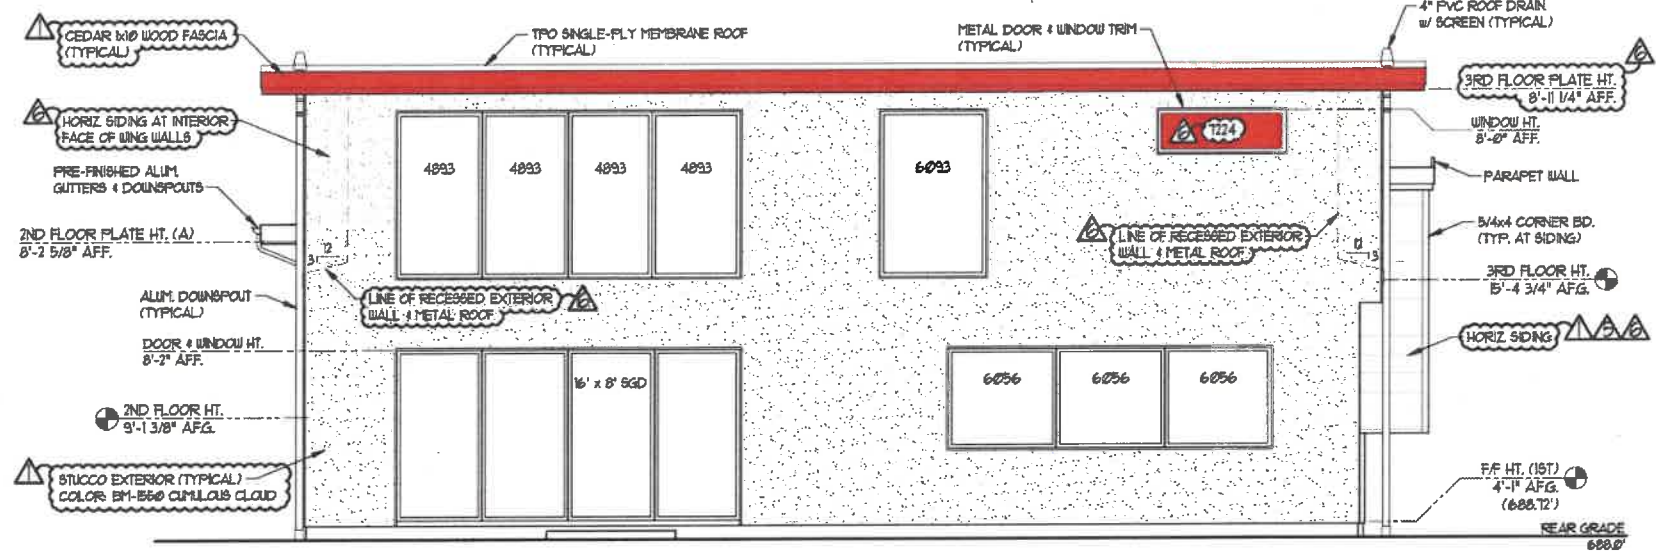 CEDAR 1x10 WOOD FASCIA
(TYPICAL)
TPO SINGLE-PLY MEMBRANE ROOF
(TYPICAL)
METAL DOOR & WINDOW TRIM
(TYPICAL)
4" PVC ROOF DRAIN
W/ SCREEN (TYPICAL)
3RD FLOOR PLATE HT.
8'-11 1/4" AFF.
HORIZ SIDING AT INTERIOR
FACE OF WING WALLS
7224
WINDOW HT.
8'-0" AFF.
PRE-FINISHED ALUM.
GUTTERS & DOWNSPOUTS
4893
4893
4893
4893
6093
PARAPET WALL
2ND FLOOR PLATE HT. (A)
8'-2 5/8" AFF.
12
3
LINE OF RECESSED EXTERIOR
WALL & METAL ROOF
12
3
5/4x4 CORNER BD.
(TYP. AT SIDING)
3RD FLOOR HT.
15'-4 3/4" AFG.
ALUM. DOWNSPOUT
(TYPICAL)
LINE OF RECESSED EXTERIOR
WALL & METAL ROOF
HORIZ SIDING
DOOR & WINDOW HT.
8'-2" AFF.
16' x 8' SGD
6056
6056
6056
2ND FLOOR HT.
9'-1 3/8" AFG.
STUCCO EXTERIOR (TYPICAL)
COLOR: BM-1550 CUMULOUS CLOUD
F/F HT. (1ST)
4'-1" AFG.
(688.72')
REAR GRADE
688.0'